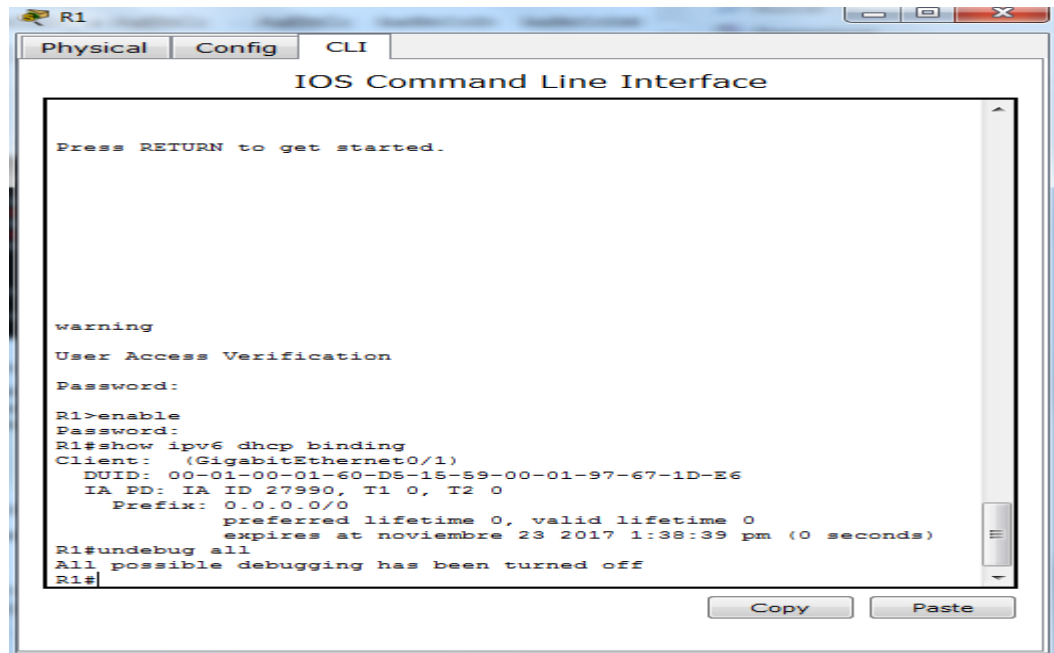 R1
Physical Config CLI
IOS Command Line Interface
Press RETURN to get started.
warning
User Access Verification
Password:
R1>enable
Password:
R1#show ipv6 dhcp binding
Client: (GigabitEthernet0/1)
DUID: 00-01-00-01-60-D5-15-59-00-01-97-67-1D-E6
IA PD: IA ID 27990, T1 0, T2 0
Prefix: 0.0.0.0/0
preferred lifetime 0, valid lifetime 0
expires at noviembre 23 2017 1:38:39 pm (0 seconds)
R1#undebug all
All possible debugging has been turned off
R1#
Copy Paste